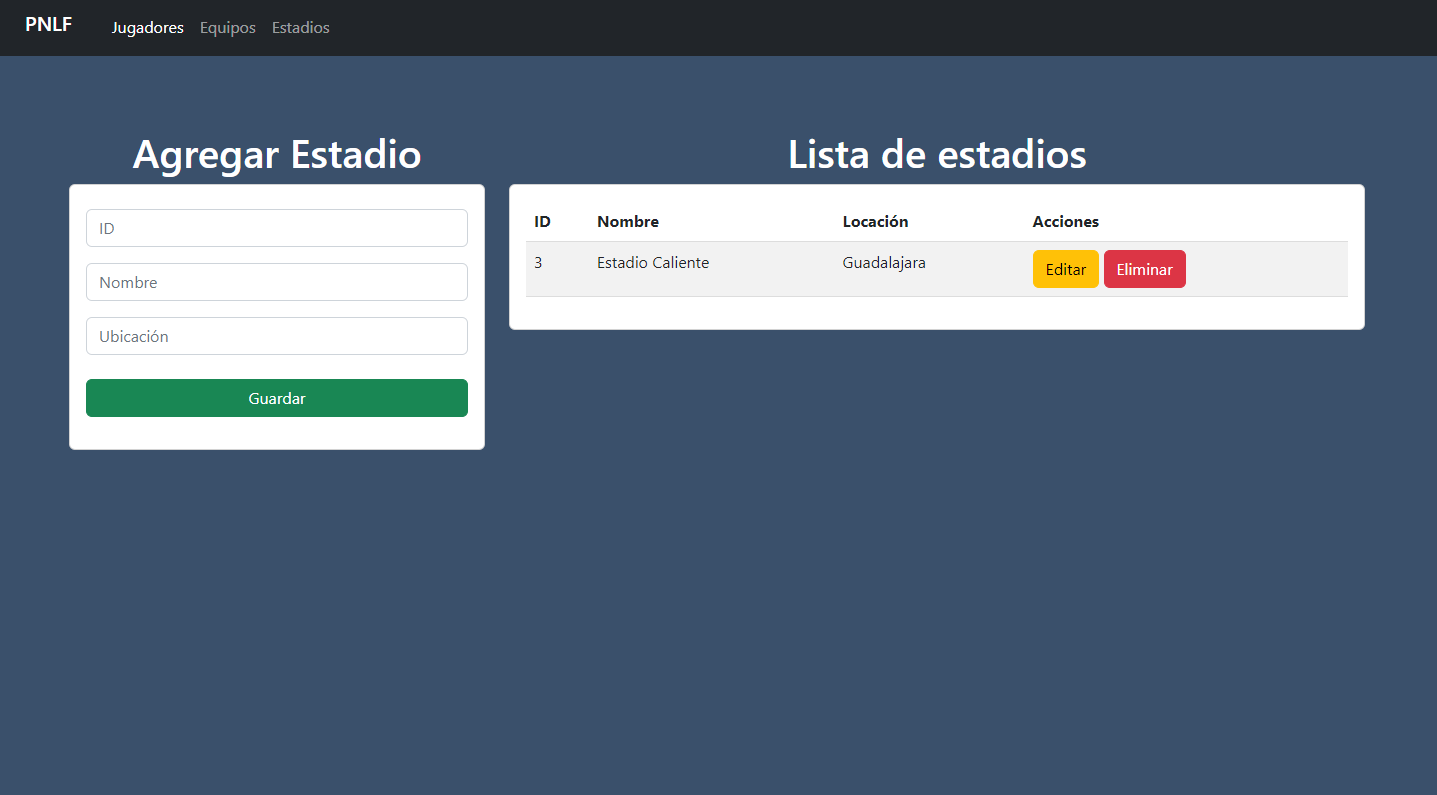 PNLF Jugadores Equipos Estadios
Agregar Estadio
ID
Nombre
Ubicación
Guardar
Lista de estadios
ID Nombre Locación Acciones
3 Estadio Caliente Guadalajara Editar Eliminar